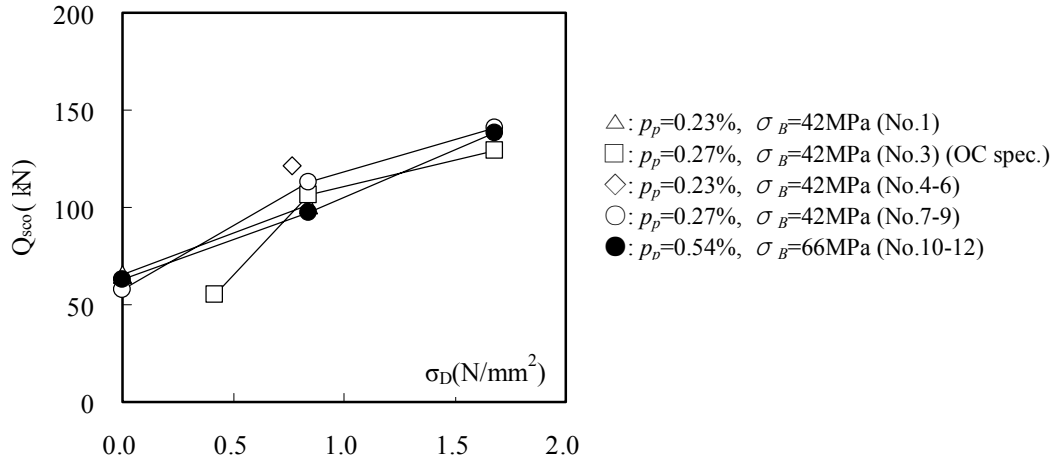 200
150
100
50
0
Qsco( kN)
σD(N/mm²)
0.0 0.5 1.0 1.5 2.0
△: pp=0.23%, σB=42MPa (No.1)
□: pp=0.27%, σB=42MPa (No.3) (OC spec.)
◇: pp=0.23%, σB=42MPa (No.4-6)
○: pp=0.27%, σB=42MPa (No.7-9)
●: pp=0.54%, σB=66MPa (No.10-12)